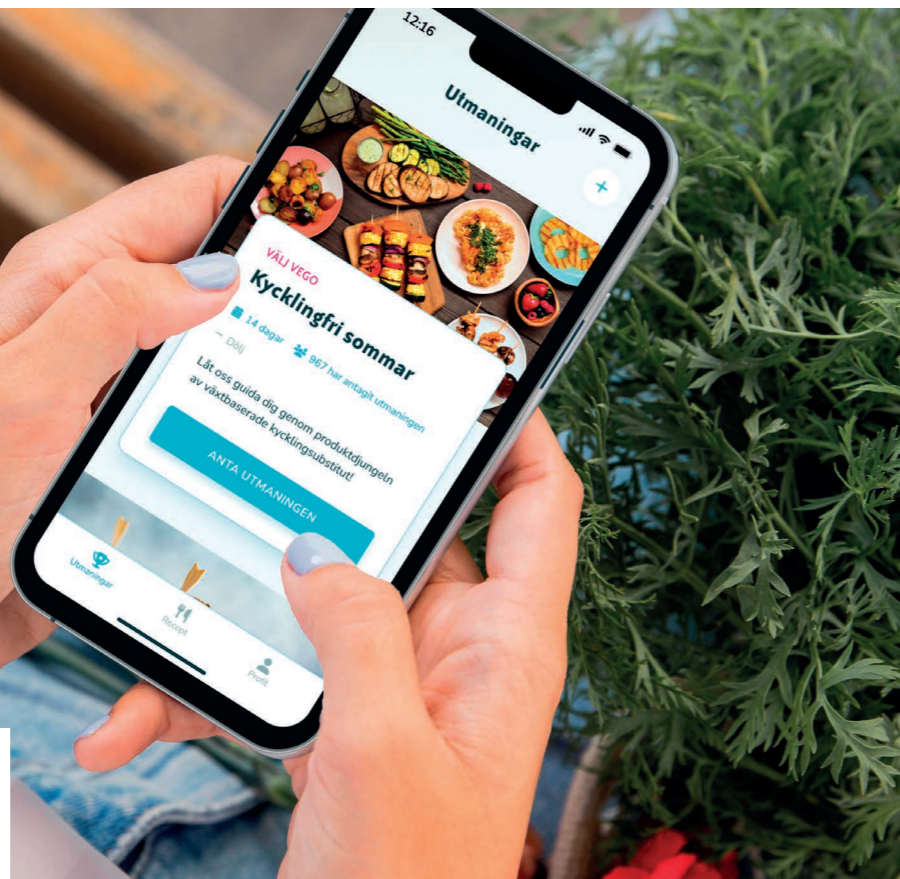 12:16
Utmaningar
+
VÄLJ VEGO
Kycklingfri sommar
14 dagar 967 har antagit utmaningen
– Dölj
Låt oss guida dig genom produktdjungeln
av växtbaserade kycklingsubstitut!
ANTA UTMANINGEN
Utmaningar
Recept
Profil